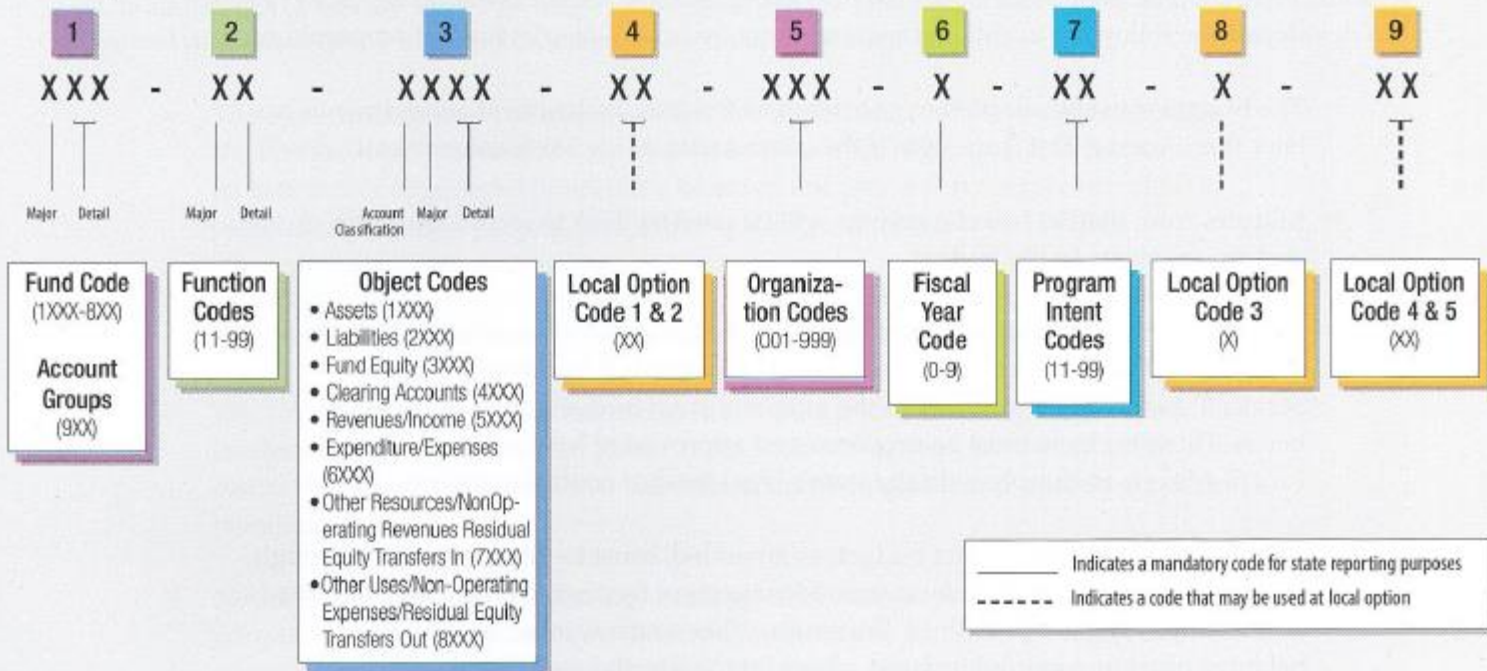 1 2 3 4 5 6 7 8 9
XXX - XX - XXXX - XX - XXX - X - XX - X - XX
Major Detail
Major Detail
Account Classification Major Detail
Fund Code
(1XXX-8XX)
Account
Groups
(9XX)
Function
Codes
(11-99)
Object Codes
• Assets (1XXX)
• Liabilities (2XXX)
• Fund Equity (3XXX)
• Clearing Accounts (4XXX)
• Revenues/Income (5XXX)
• Expenditure/Expenses
(6XXX)
• Other Resources/NonOp-
erating Revenues Residual
Equity Transfers In (7XXX)
• Other Uses/Non-Operating
Expenses/Residual Equity
Transfers Out (8XXX)
Local Option
Code 1 & 2
(XX)
Organiza-
tion Codes
(001-999)
Fiscal
Year
Code
(0-9)
Program
Intent
Codes
(11-99)
Local Option
Code 3
(X)
Local Option
Code 4 & 5
(XX)
Indicates a mandatory code for state reporting purposes
Indicates a code that may be used at local option